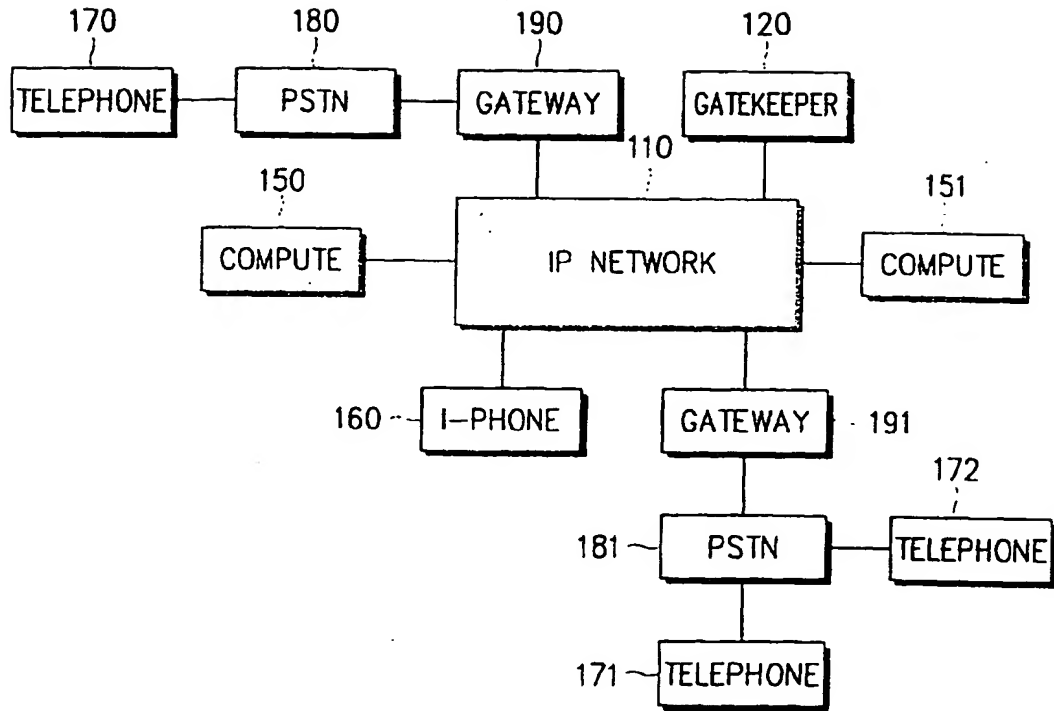 170
180
190
120
TELEPHONE
PSTN
GATEWAY
GATEKEEPER
110
150
151
COMPUTE
IP NETWORK
COMPUTE
160
I-PHONE
GATEWAY
191
172
181
PSTN
TELEPHONE
171
TELEPHONE